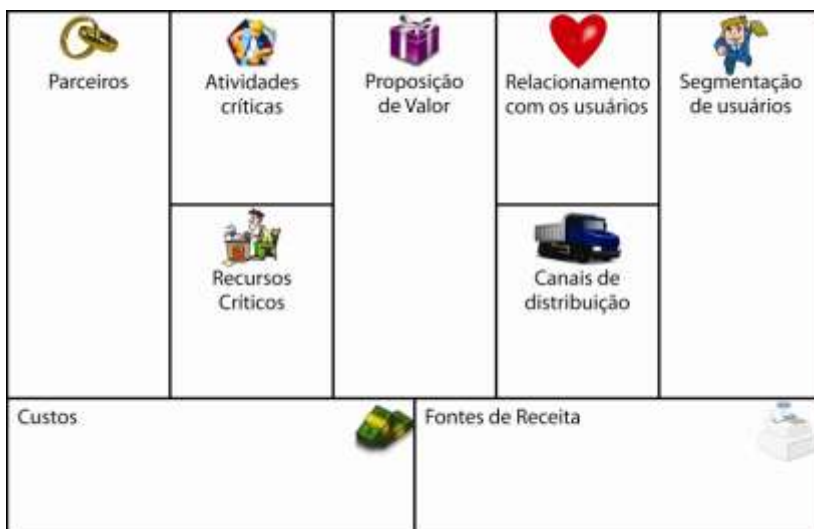 Parceiros
Atividades
críticas
Proposição
de Valor
Relacionamento
com os usuários
Segmentação
de usuários
Recursos
Críticos
Canais de
distribuição
Custos
Fontes de Receita